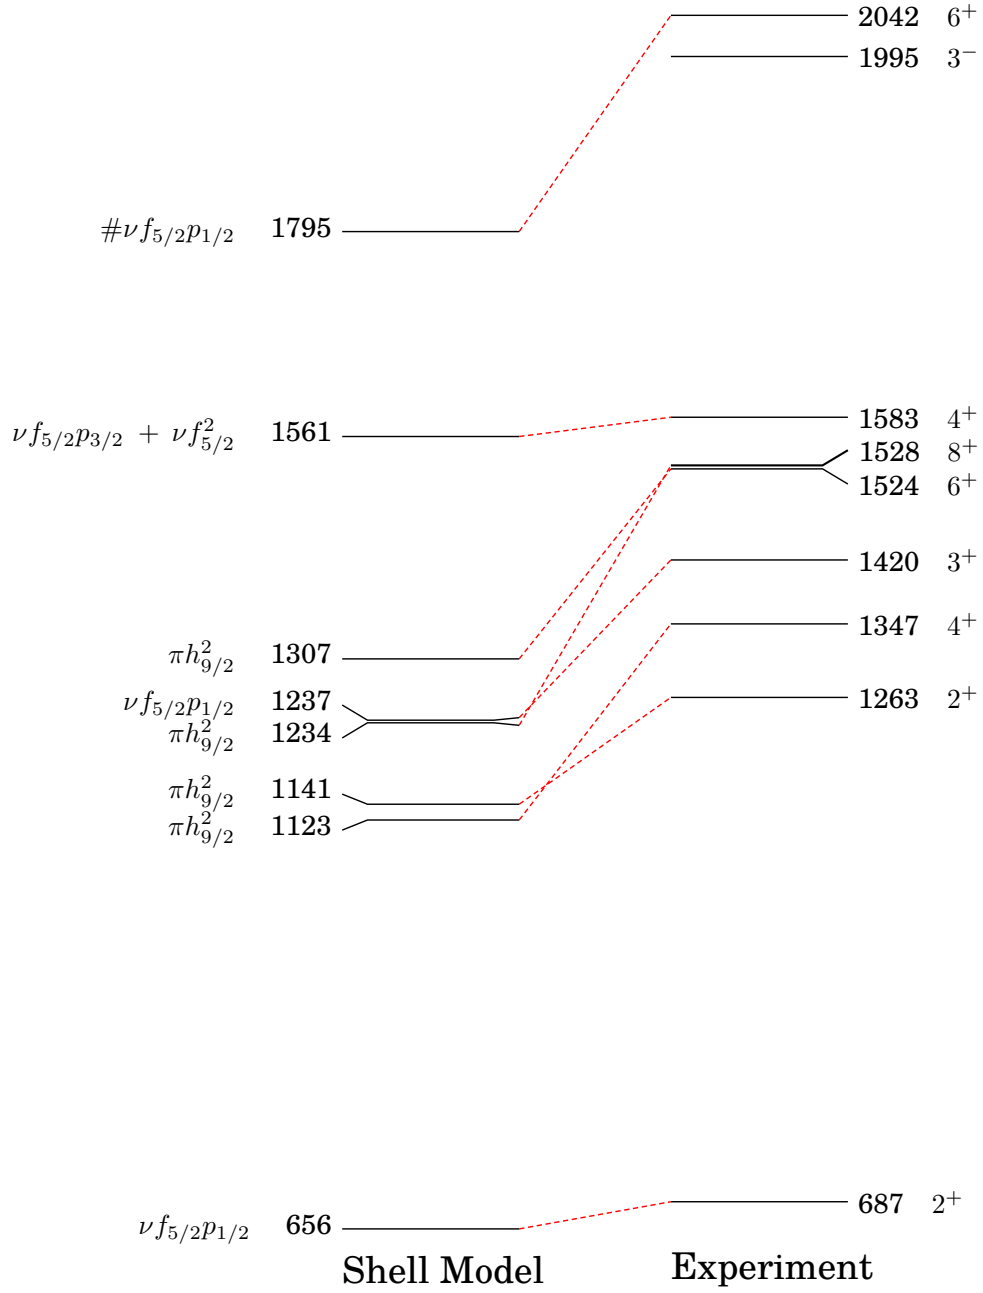 2042 6⁺
1995 3⁻
#νf₅/₂p₁/₂ 1795
1583 4⁺
νf₅/₂p₃/₂ + νf²₅/₂ 1561
1528 8⁺
1524 6⁺
1420 3⁺
1347 4⁺
πh²₉/₂ 1307
νf₅/₂p₁/₂ 1237
1263 2⁺
πh²₉/₂ 1234
πh²₉/₂ 1141
πh²₉/₂ 1123
687 2⁺
νf₅/₂p₁/₂ 656
Shell Model
Experiment